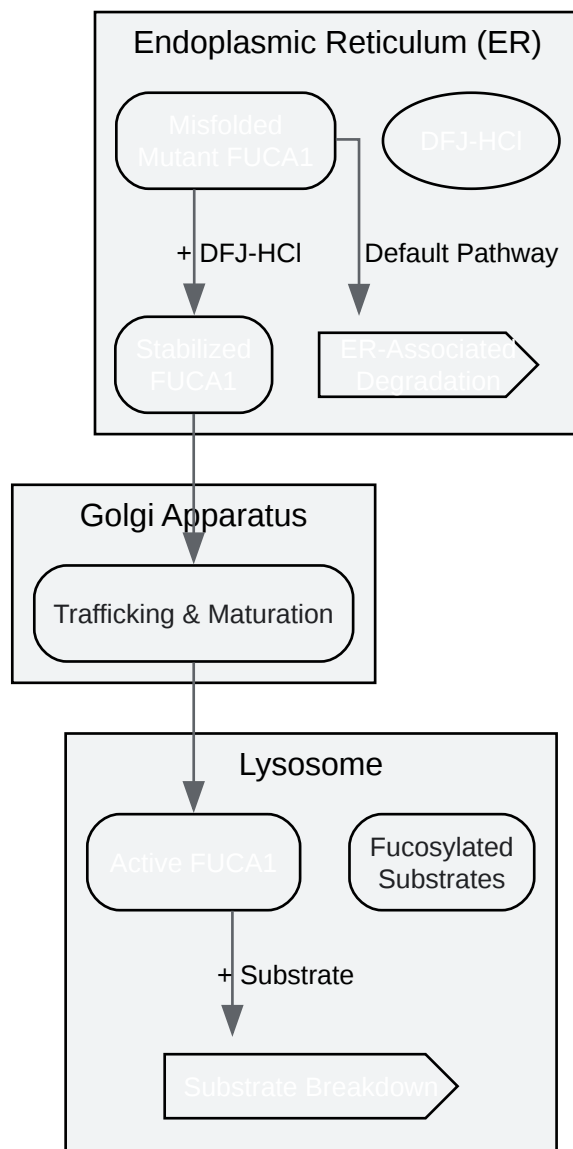 Endoplasmic Reticulum (ER)
Misfolded
Mutant FUCA1
DFJ-HCl
+ DFJ-HCl
Default Pathway
Stabilized
FUCA1
ER-Associated
Degradation
Golgi Apparatus
Trafficking & Maturation
Lysosome
Active FUCA1
Fucosylated
Substrates
+ Substrate
Substrate Breakdown